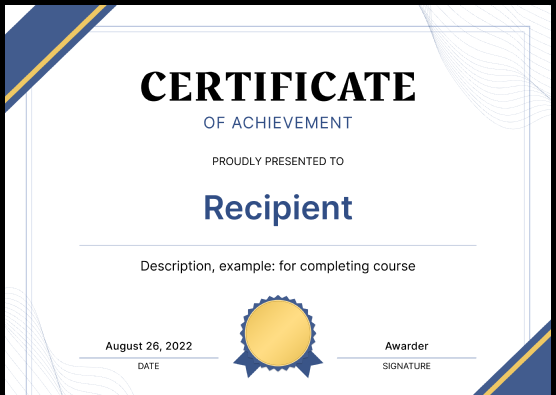 CERTIFICATE
OF ACHIEVEMENT
PROUDLY PRESENTED TO
Recipient
Description, example: for completing course
August 26, 2022
DATE
Awarder
SIGNATURE